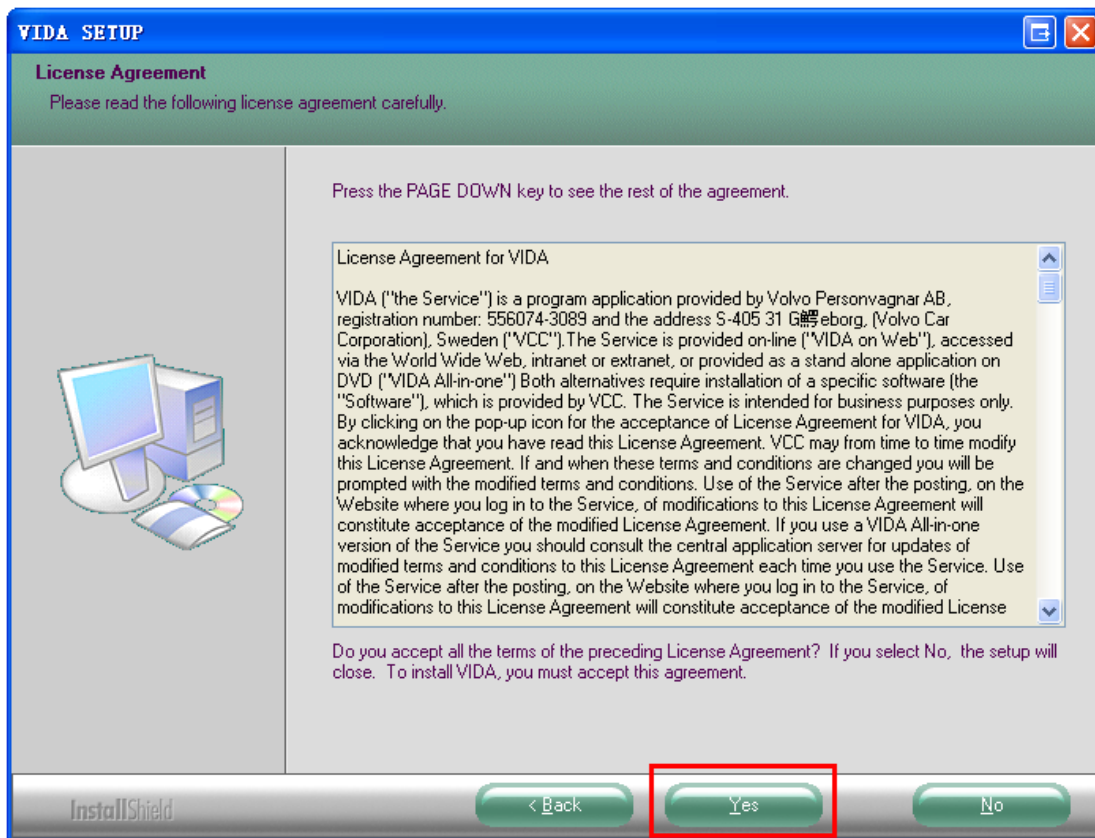 VIDA SETUP
License Agreement
Please read the following license agreement carefully.
Press the PAGE DOWN key to see the rest of the agreement.
License Agreement for VIDA
VIDA ("the Service") is a program application provided by Volvo Personvagnar AB,
registration number: 556074-3089 and the address S-405 31 G鰐eborg, (Volvo Car
Corporation), Sweden ("VCC").The Service is provided on-line ("VIDA on Web"), accessed
via the World Wide Web, intranet or extranet, or provided as a stand alone application on
DVD ("VIDA All-in-one") Both alternatives require installation of a specific software (the
"Software"), which is provided by VCC. The Service is intended for business purposes only.
By clicking on the pop-up icon for the acceptance of License Agreement for VIDA, you
acknowledge that you have read this License Agreement. VCC may from time to time modify
this License Agreement. If and when these terms and conditions are changed you will be
prompted with the modified terms and conditions. Use of the Service after the posting, on the
Website where you log in to the Service, of modifications to this License Agreement will
constitute acceptance of the modified License Agreement. If you use a VIDA All-in-one
version of the Service you should consult the central application server for updates of
modified terms and conditions to this License Agreement each time you use the Service. Use
of the Service after the posting, on the Website where you log in to the Service, of
modifications to this License Agreement will constitute acceptance of the modified License
Do you accept all the terms of the preceding License Agreement? If you select No, the setup will
close. To install VIDA, you must accept this agreement.
InstallShield
< Back
Yes
No